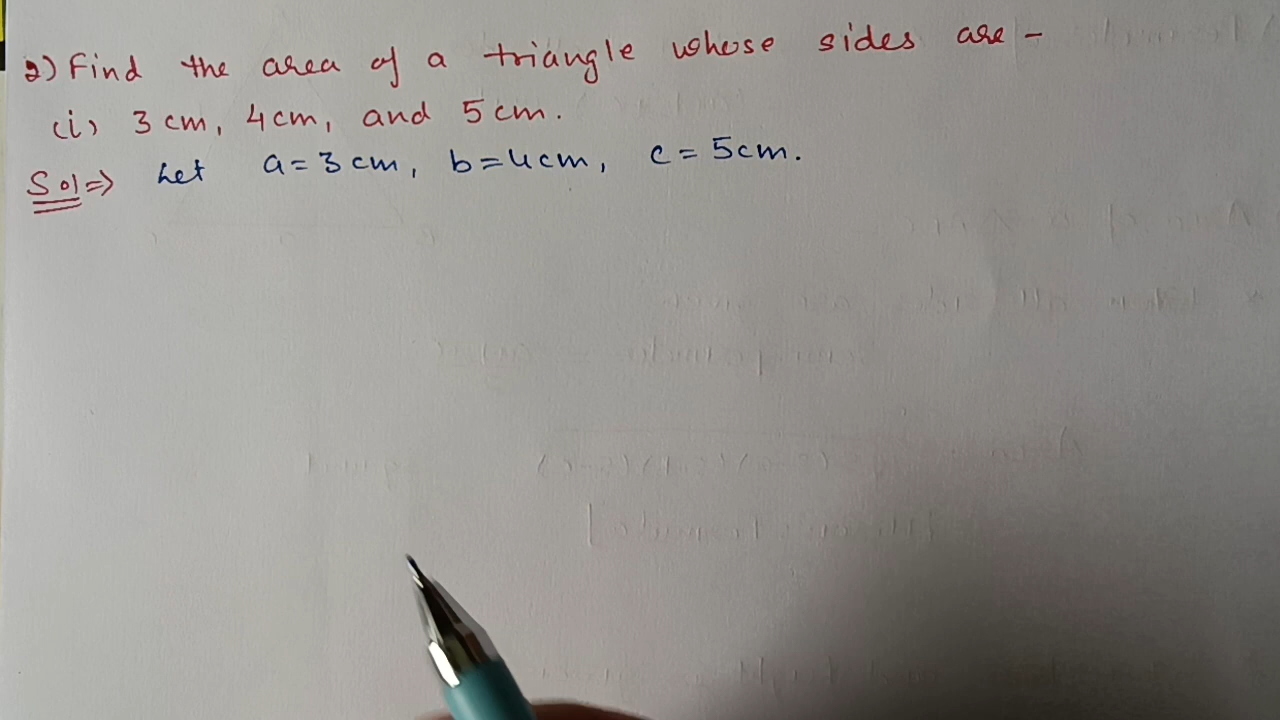 2) Find the area of a triangle whose sides are -
(i) 3 cm, 4 cm, and 5 cm.
Sol => Let a = 3 cm, b = 4 cm, c = 5 cm.